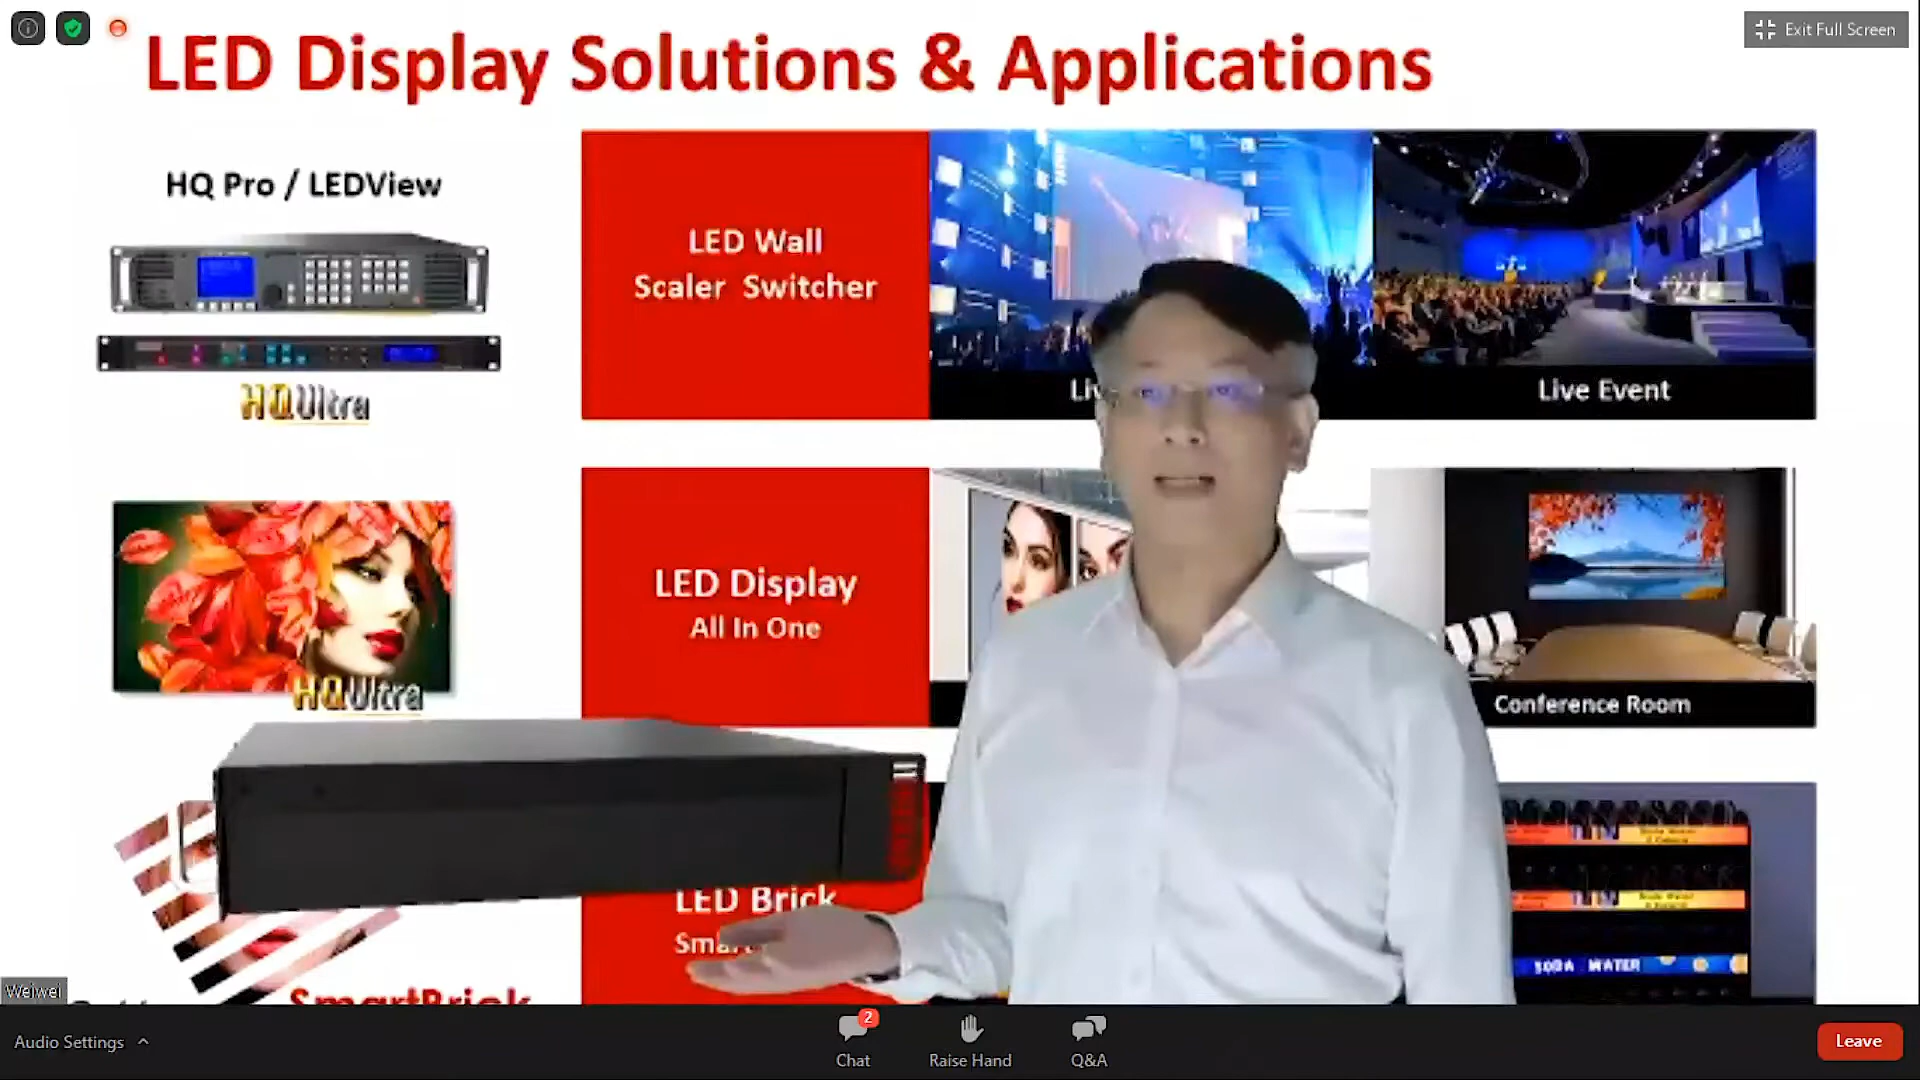 Exit Full Screen
LED Display Solutions & Applications
HQ Pro / LEDView
HQUltra
LED Wall
Scaler Switcher
Live Event
HQUltra
LED Display
All In One
Conference Room
LED Brick
SODA WATER
SmartBrick
Weiwei
Audio Settings
2
Chat
Raise Hand
Q&A
Leave